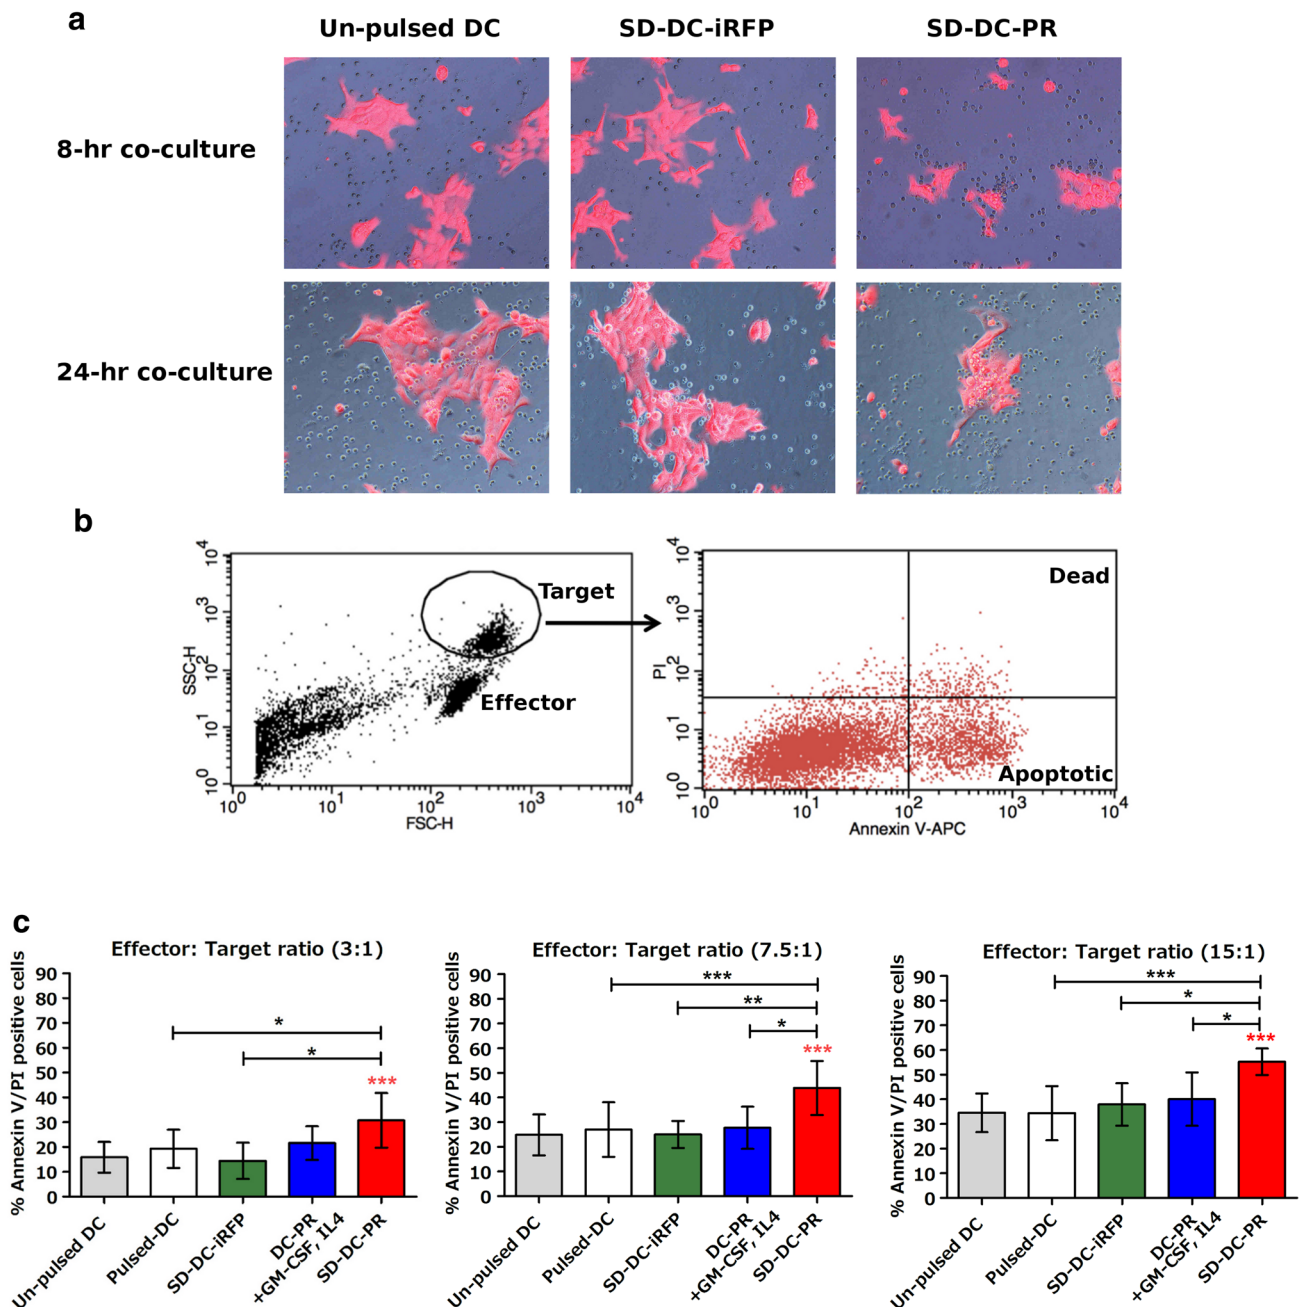 a
Un-pulsed DC
SD-DC-iRFP
SD-DC-PR
8-hr co-culture
24-hr co-culture
b
10^4
10^3
10^2
10^1
10^0
SSC-H
10^0 10^1 10^2 10^3 10^4
FSC-H
Target
Effector
10^4
10^3
10^2
10^1
10^0
PI
10^0 10^1 10^2 10^3 10^4
Annexin V-APC
Dead
Apoptotic
c
Effector: Target ratio (3:1)
% Annexin V/PI positive cells
90
80
70
60
50
40
30
20
10
0
*
*
***
Un-pulsed DC
Pulsed-DC
SD-DC-iRFP
DC-PR
+GM-CSF, IL4
SD-DC-PR
Effector: Target ratio (7.5:1)
% Annexin V/PI positive cells
90
80
70
60
50
40
30
20
10
0
***
**
*
***
Un-pulsed DC
Pulsed-DC
SD-DC-iRFP
DC-PR
+GM-CSF, IL4
SD-DC-PR
Effector: Target ratio (15:1)
% Annexin V/PI positive cells
90
80
70
60
50
40
30
20
10
0
***
*
*
***
Un-pulsed DC
Pulsed-DC
SD-DC-iRFP
DC-PR
+GM-CSF, IL4
SD-DC-PR